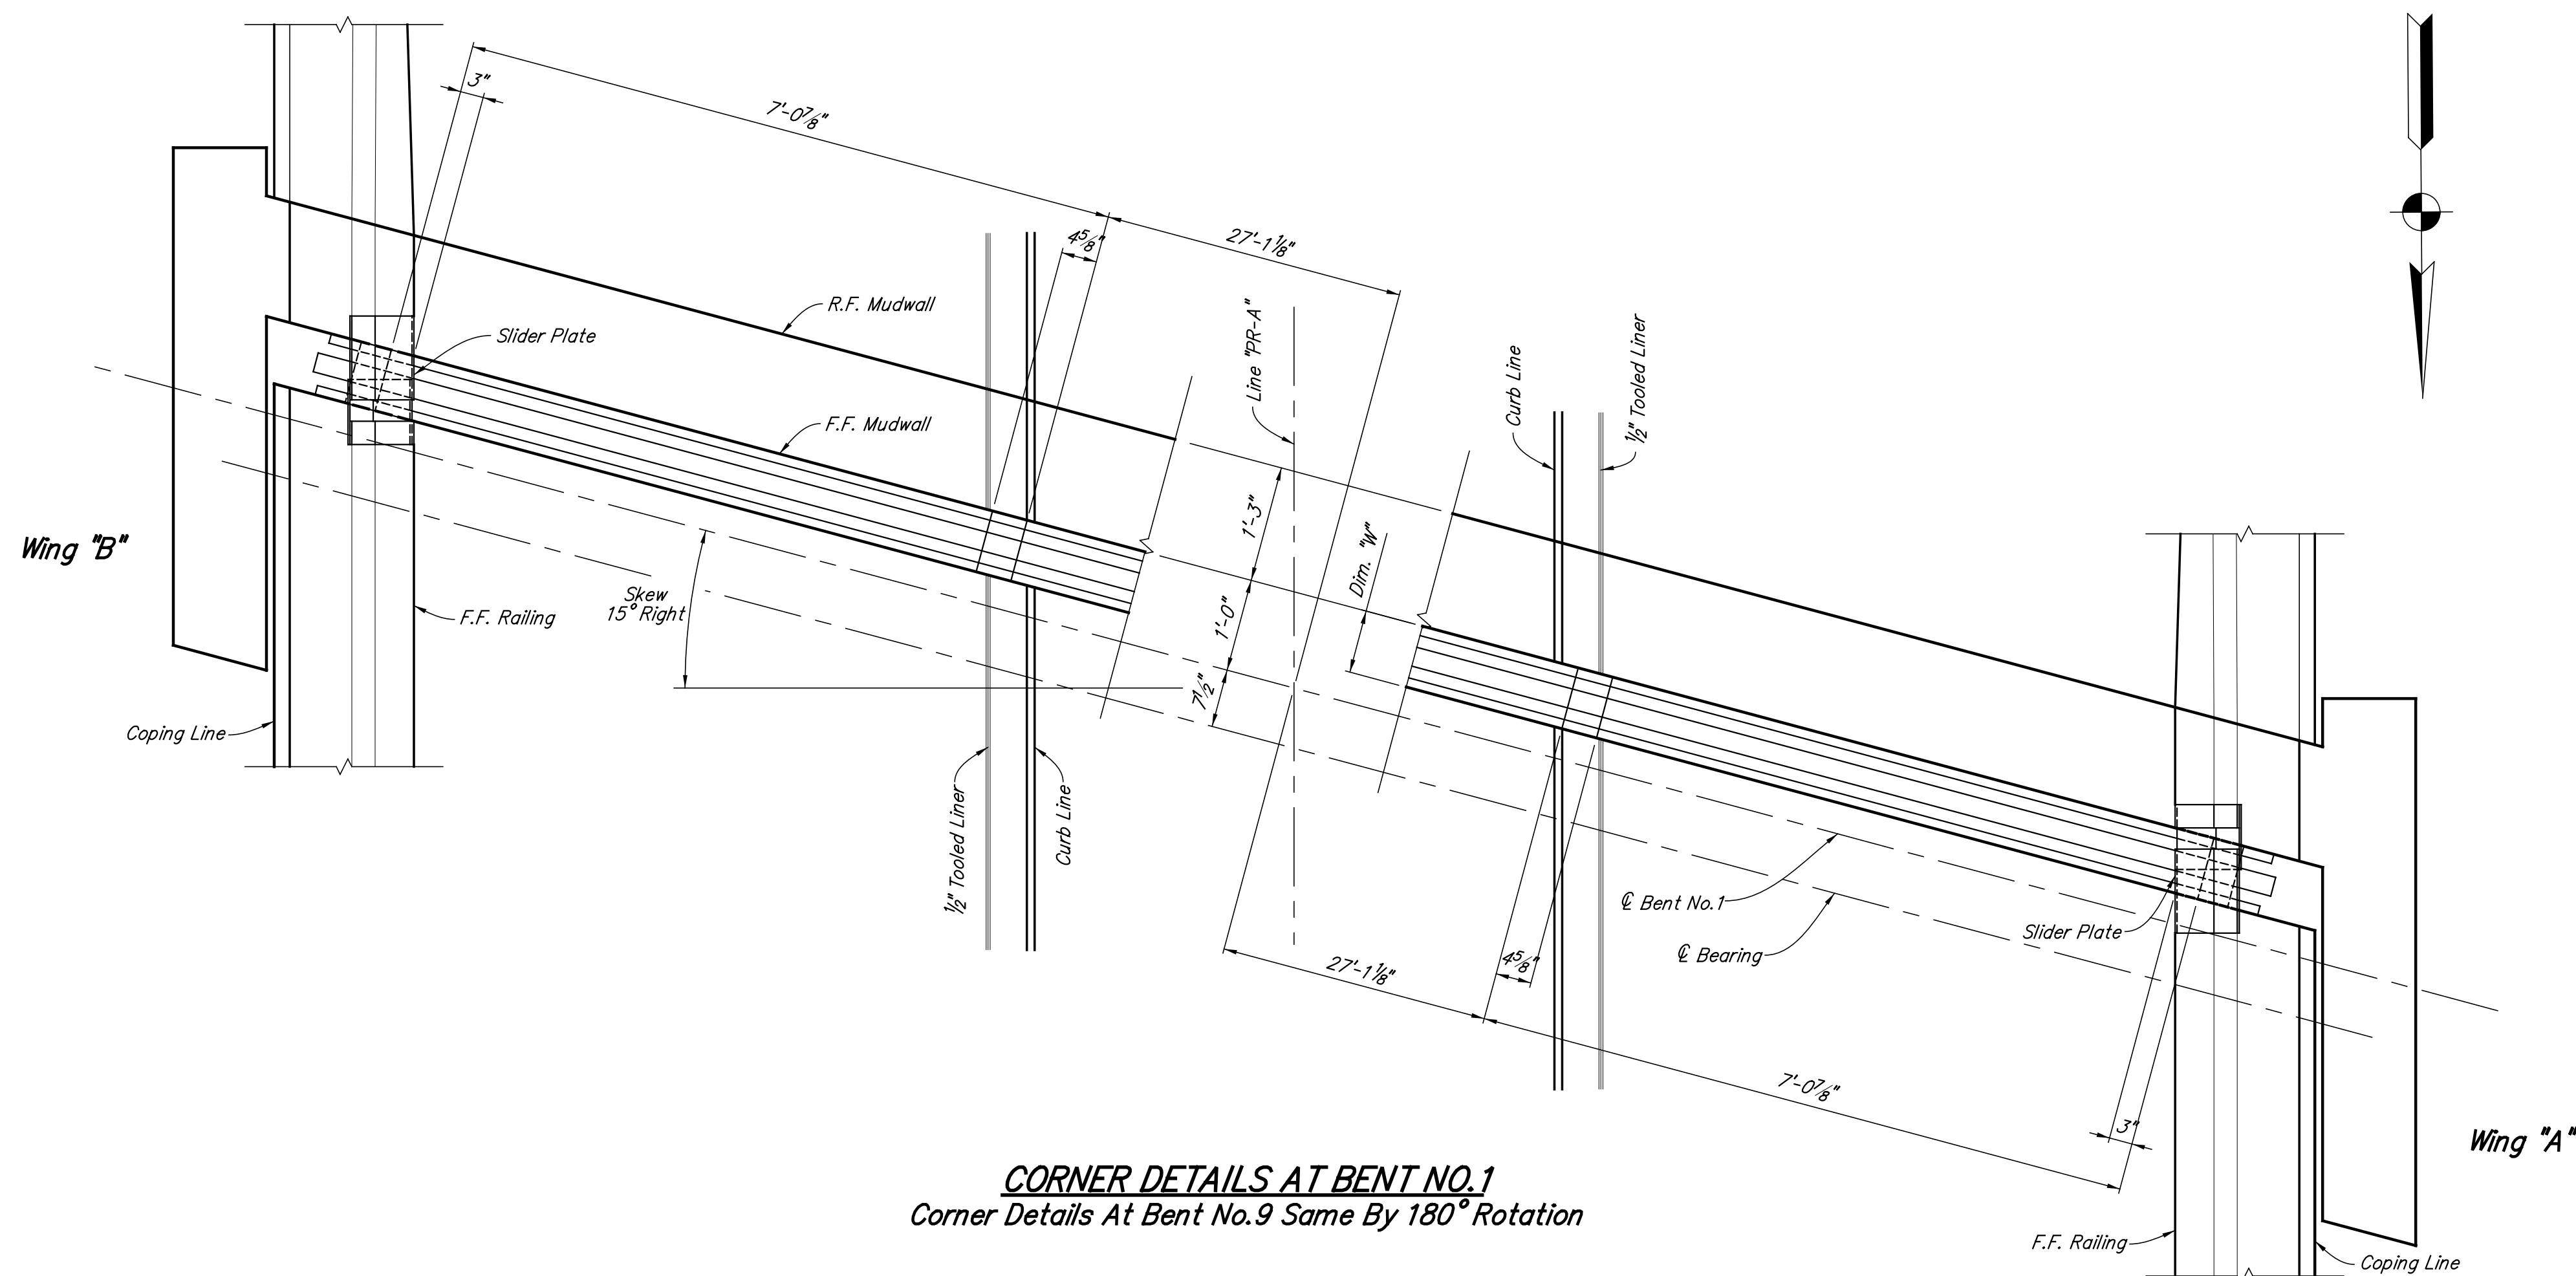 3"
7'-0⅞"
4⅝"
27'-1⅛"
R.F. Mudwall
Slider Plate
F.F. Mudwall
Line "PR-A"
Curb Line
½" Tooled Liner
1'-3"
Dim. "W"
1'-0"
7½"
Wing "B"
Skew
15° Right
F.F. Railing
Coping Line
½" Tooled Liner
Curb Line
℄ Bent No.1
℄ Bearing
Slider Plate
27'-1⅛"
4⅝"
7'-0⅞"
3"
Wing "A"
CORNER DETAILS AT BENT NO.1
Corner Details At Bent No.9 Same By 180° Rotation
F.F. Railing
Coping Line